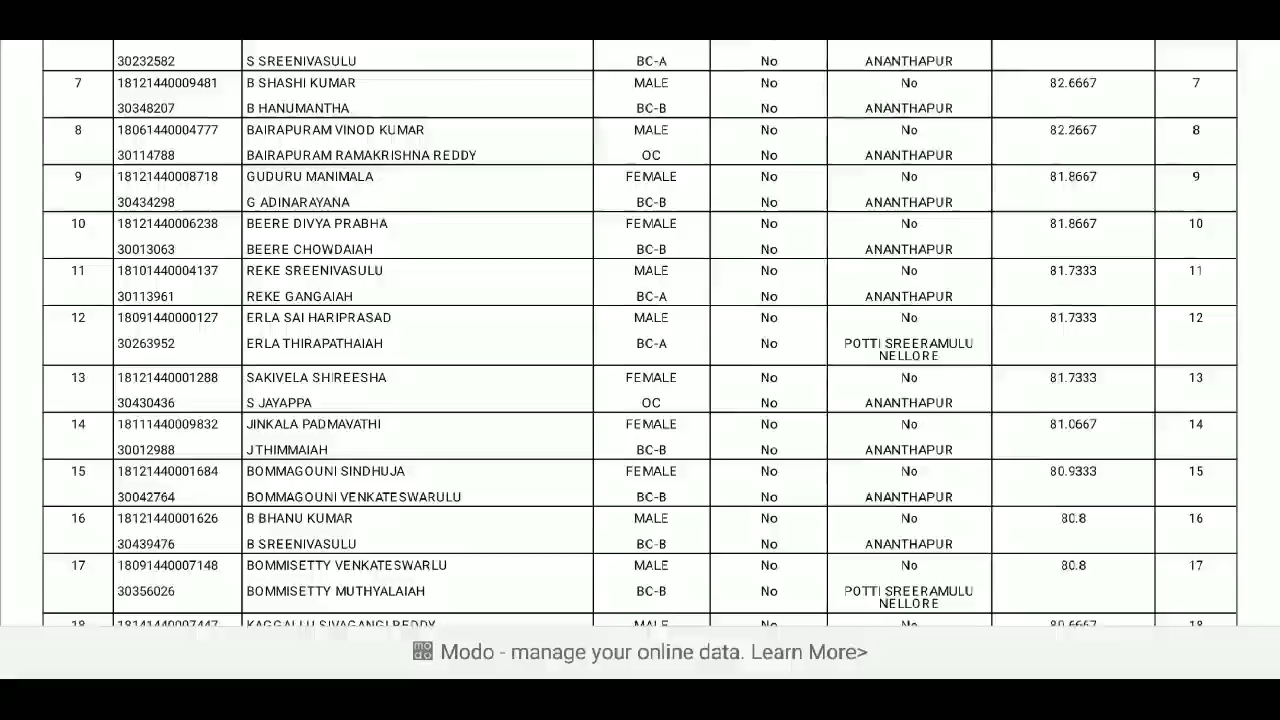 30232582 S SREENIVASULU BC-A No ANANTHAPUR
7 18121440009481 B SHASHI KUMAR MALE No No 82.6667 7
30348207 B HANUMANTHA BC-B No ANANTHAPUR
8 18061440004777 BAIRAPURAM VINOD KUMAR MALE No No 82.2667 8
30114788 BAIRAPURAM RAMAKRISHNA REDDY OC No ANANTHAPUR
9 18121440008718 GUDURU MANIMALA FEMALE No No 81.8667 9
30434298 G ADINARAYANA BC-B No ANANTHAPUR
10 18121440006238 BEERE DIVYA PRABHA FEMALE No No 81.8667 10
30013063 BEERE CHOWDAIAH BC-B No ANANTHAPUR
11 18101440004137 REKE SREENIVASULU MALE No No 81.7333 11
30113961 REKE GANGAIAH BC-A No ANANTHAPUR
12 18091440000127 ERLA SAI HARIPRASAD MALE No No 81.7333 12
30263952 ERLA THIRAPATHAIAH BC-A No POTTI SREERAMULU
NELLORE
13 18121440001288 SAKIVELA SHIREESHA FEMALE No No 81.7333 13
30430436 S JAYAPPA OC No ANANTHAPUR
14 18111440009832 JINKALA PADMAVATHI FEMALE No No 81.0667 14
30012988 J THIMMAIAH BC-B No ANANTHAPUR
15 18121440001684 BOMMAGOUNI SINDHUJA FEMALE No No 80.9333 15
30042764 BOMMAGOUNI VENKATESWARULU BC-B No ANANTHAPUR
16 18121440001626 B BHANU KUMAR MALE No No 80.8 16
30439476 B SREENIVASULU BC-B No ANANTHAPUR
17 18091440007148 BOMMISETTY VENKATESWARLU MALE No No 80.8 17
30356026 BOMMISETTY MUTHYALAIAH BC-B No POTTI SREERAMULU
NELLORE
18 18141440007447 KAGGALLU SIVAGANGI REDDY MALE No No 80.6667 18
modo Modo - manage your online data. Learn More>